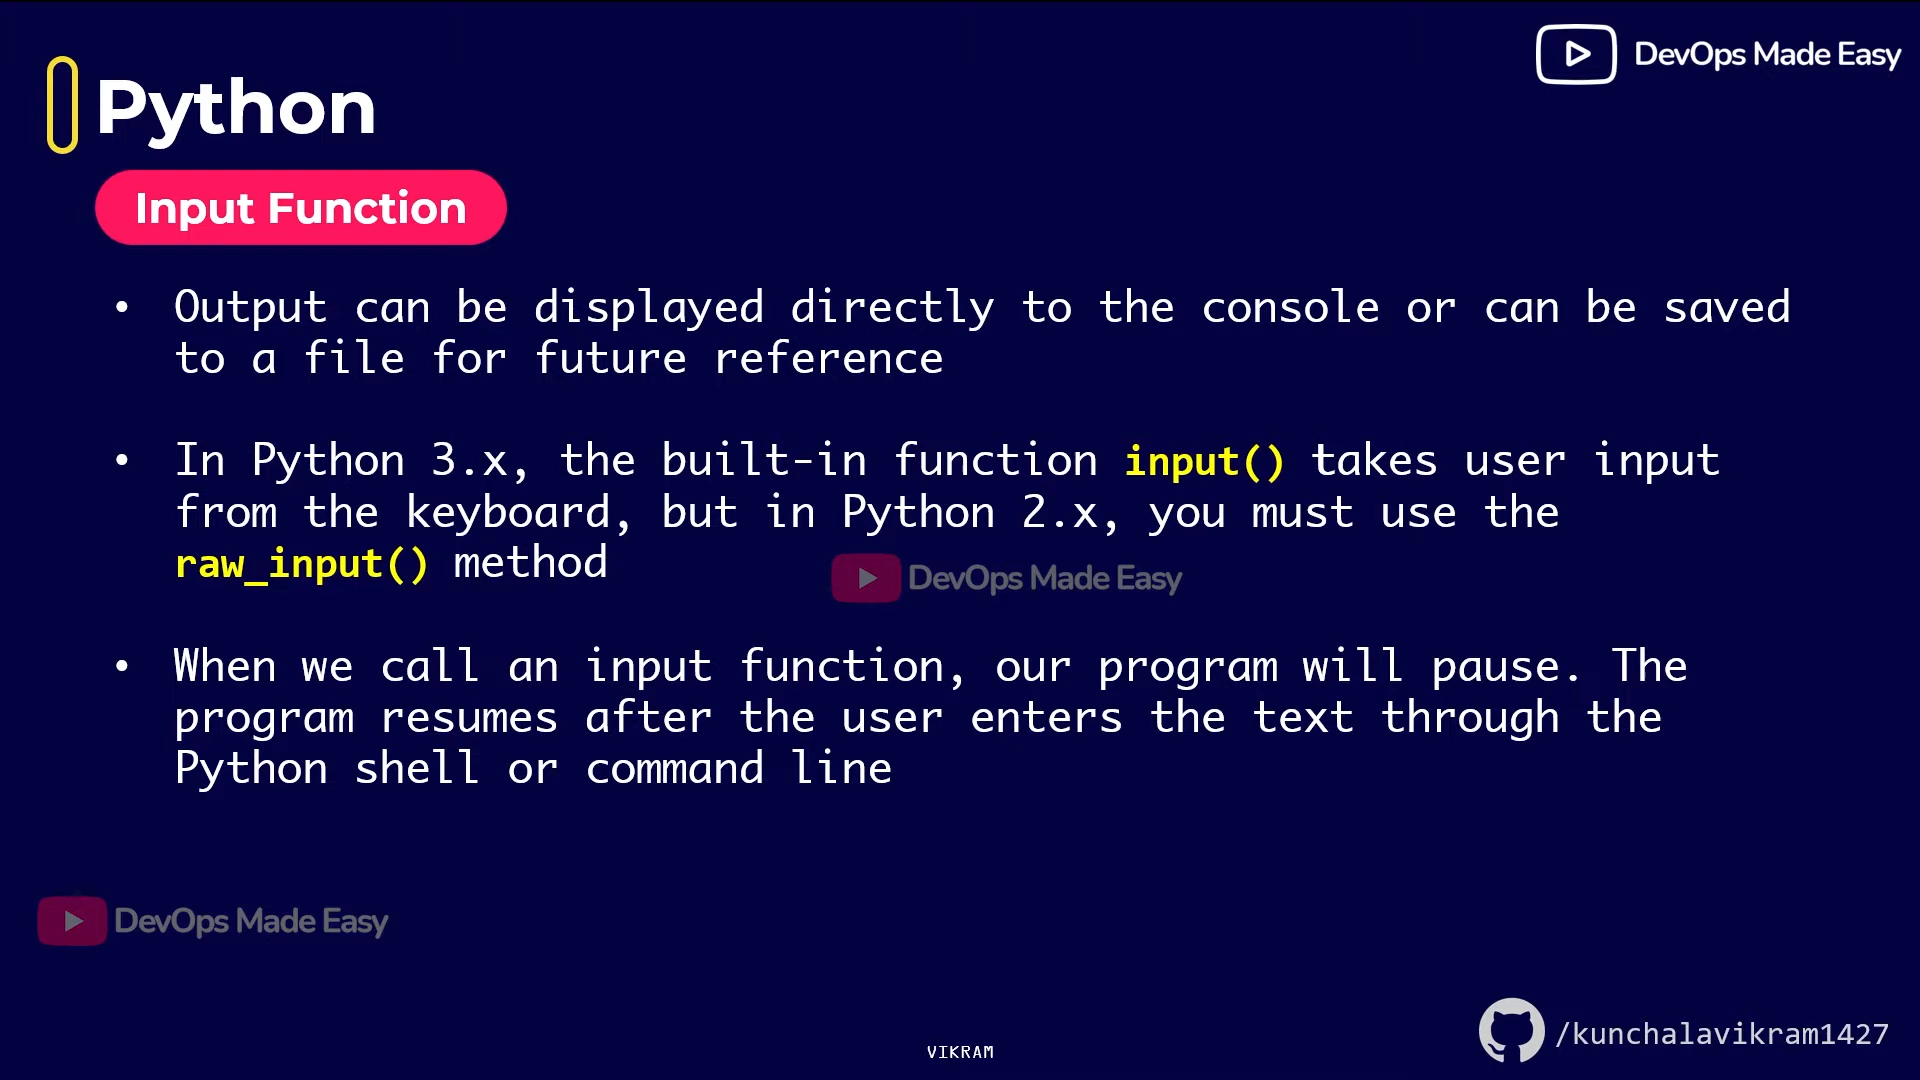 DevOps Made Easy
Python
Input Function
• Output can be displayed directly to the console or can be saved
to a file for future reference
• In Python 3.x, the built-in function input() takes user input
from the keyboard, but in Python 2.x, you must use the
raw_input() method
DevOps Made Easy
• When we call an input function, our program will pause. The
program resumes after the user enters the text through the
Python shell or command line
DevOps Made Easy
/kunchalavikram1427
VIKRAM